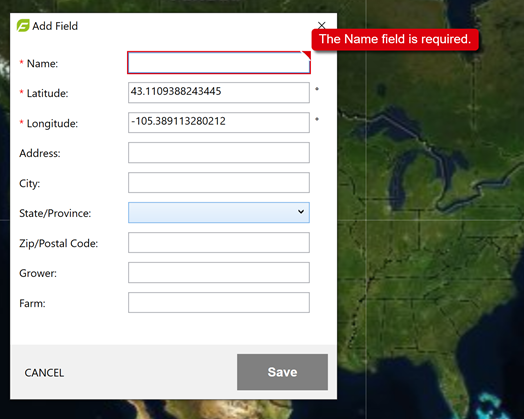 Add Field
The Name field is required.
* Name:
* Latitude: 43.1109388243445 °
* Longitude: -105.389113280212 °
Address:
City:
State/Province:
Zip/Postal Code:
Grower:
Farm:
CANCEL Save